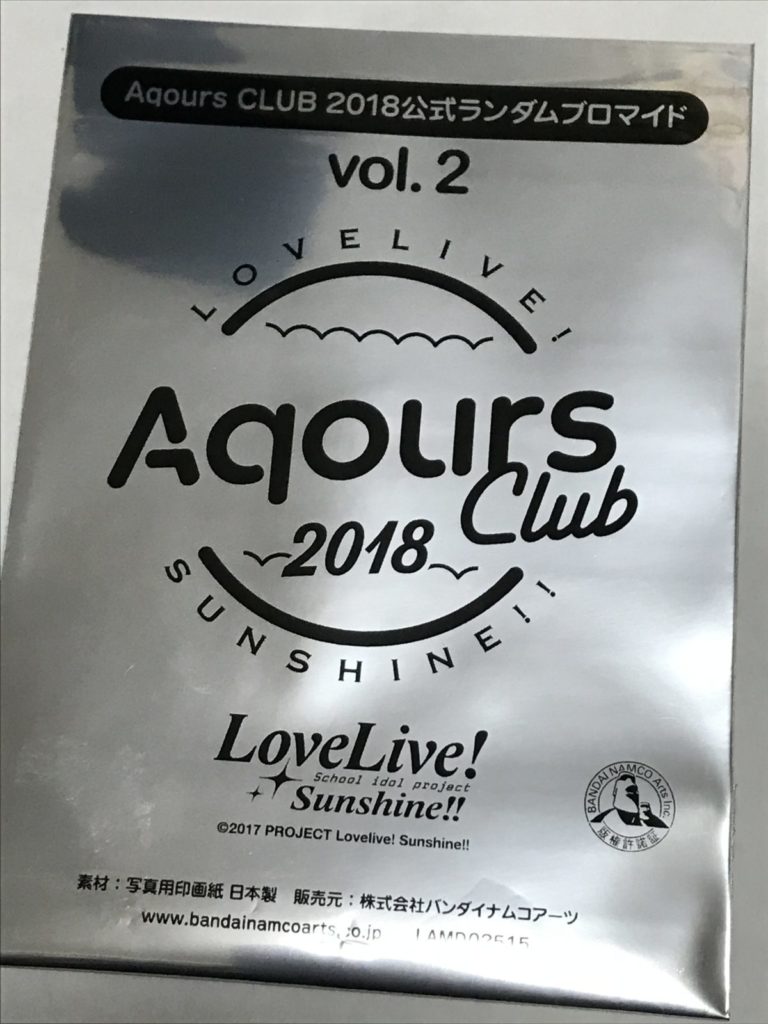 Aqours CLUB 2018公式ランダムブロマイド
vol. 2
LOVELIVE!
Aqours
Club
2018
SUNSHINE!!
LoveLive!
School idol project
Sunshine!!
©2017 PROJECT Lovelive! Sunshine!!
BANDAI NAMCO Arts Inc.
版権許諾証
素材：写真用印画紙 日本製　販売元：株式会社バンダイナムコアーツ
www.bandainamcoarts.co.jp